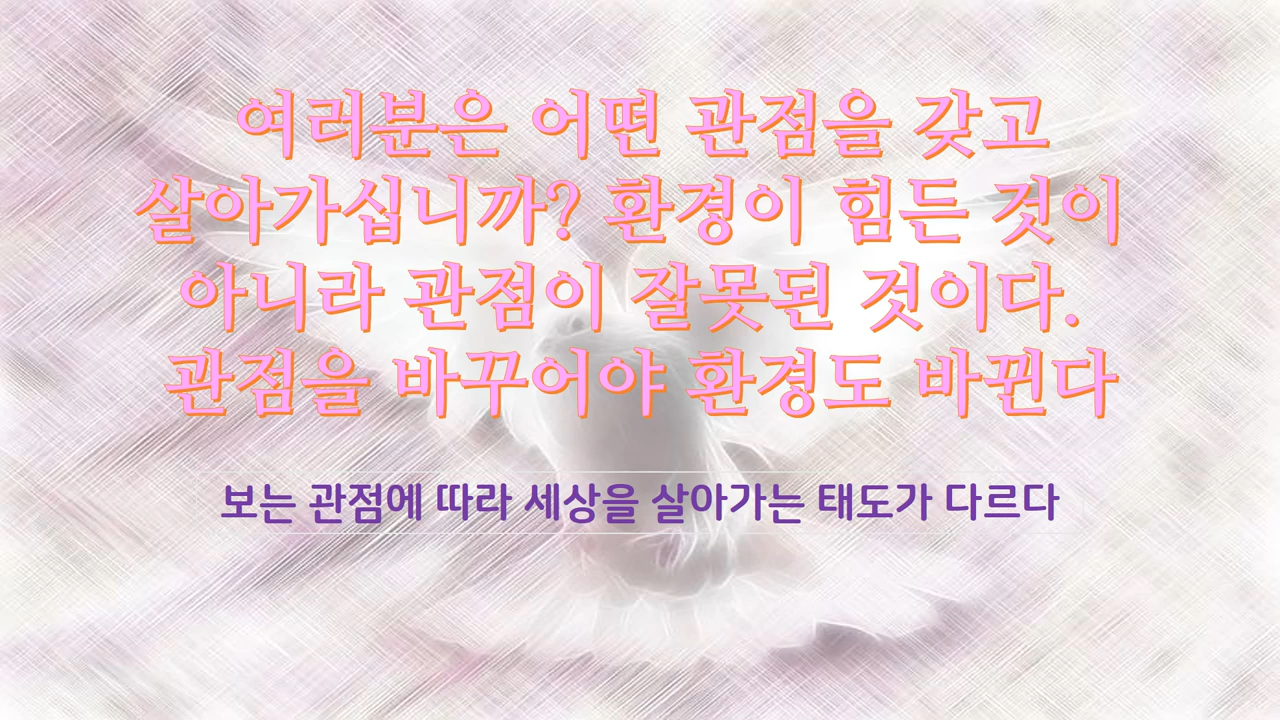 여러분은 어떤 관점을 갖고
살아가십니까? 환경이 힘든 것이
아니라 관점이 잘못된 것이다.
관점을 바꾸어야 환경도 바뀐다
보는 관점에 따라 세상을 살아가는 태도가 다르다